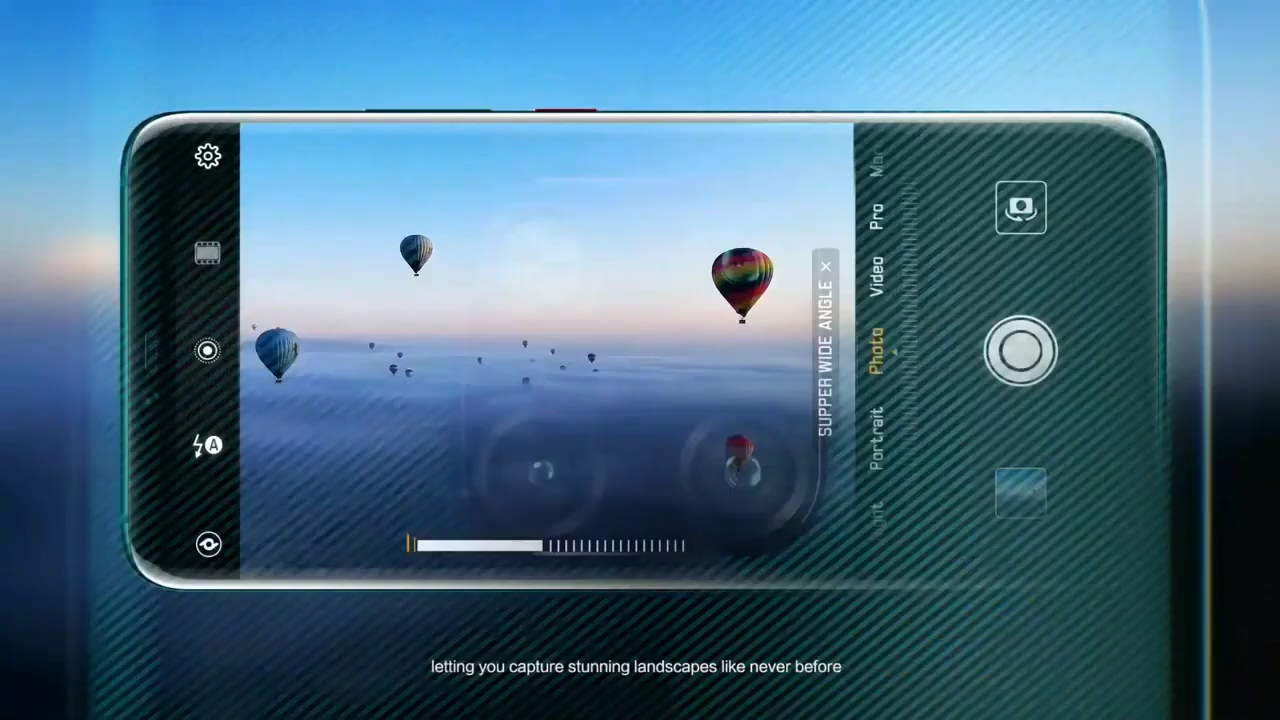 A
SUPPER WIDE ANGLE ×
Pro
Video
Photo
Portrait
letting you capture stunning landscapes like never before